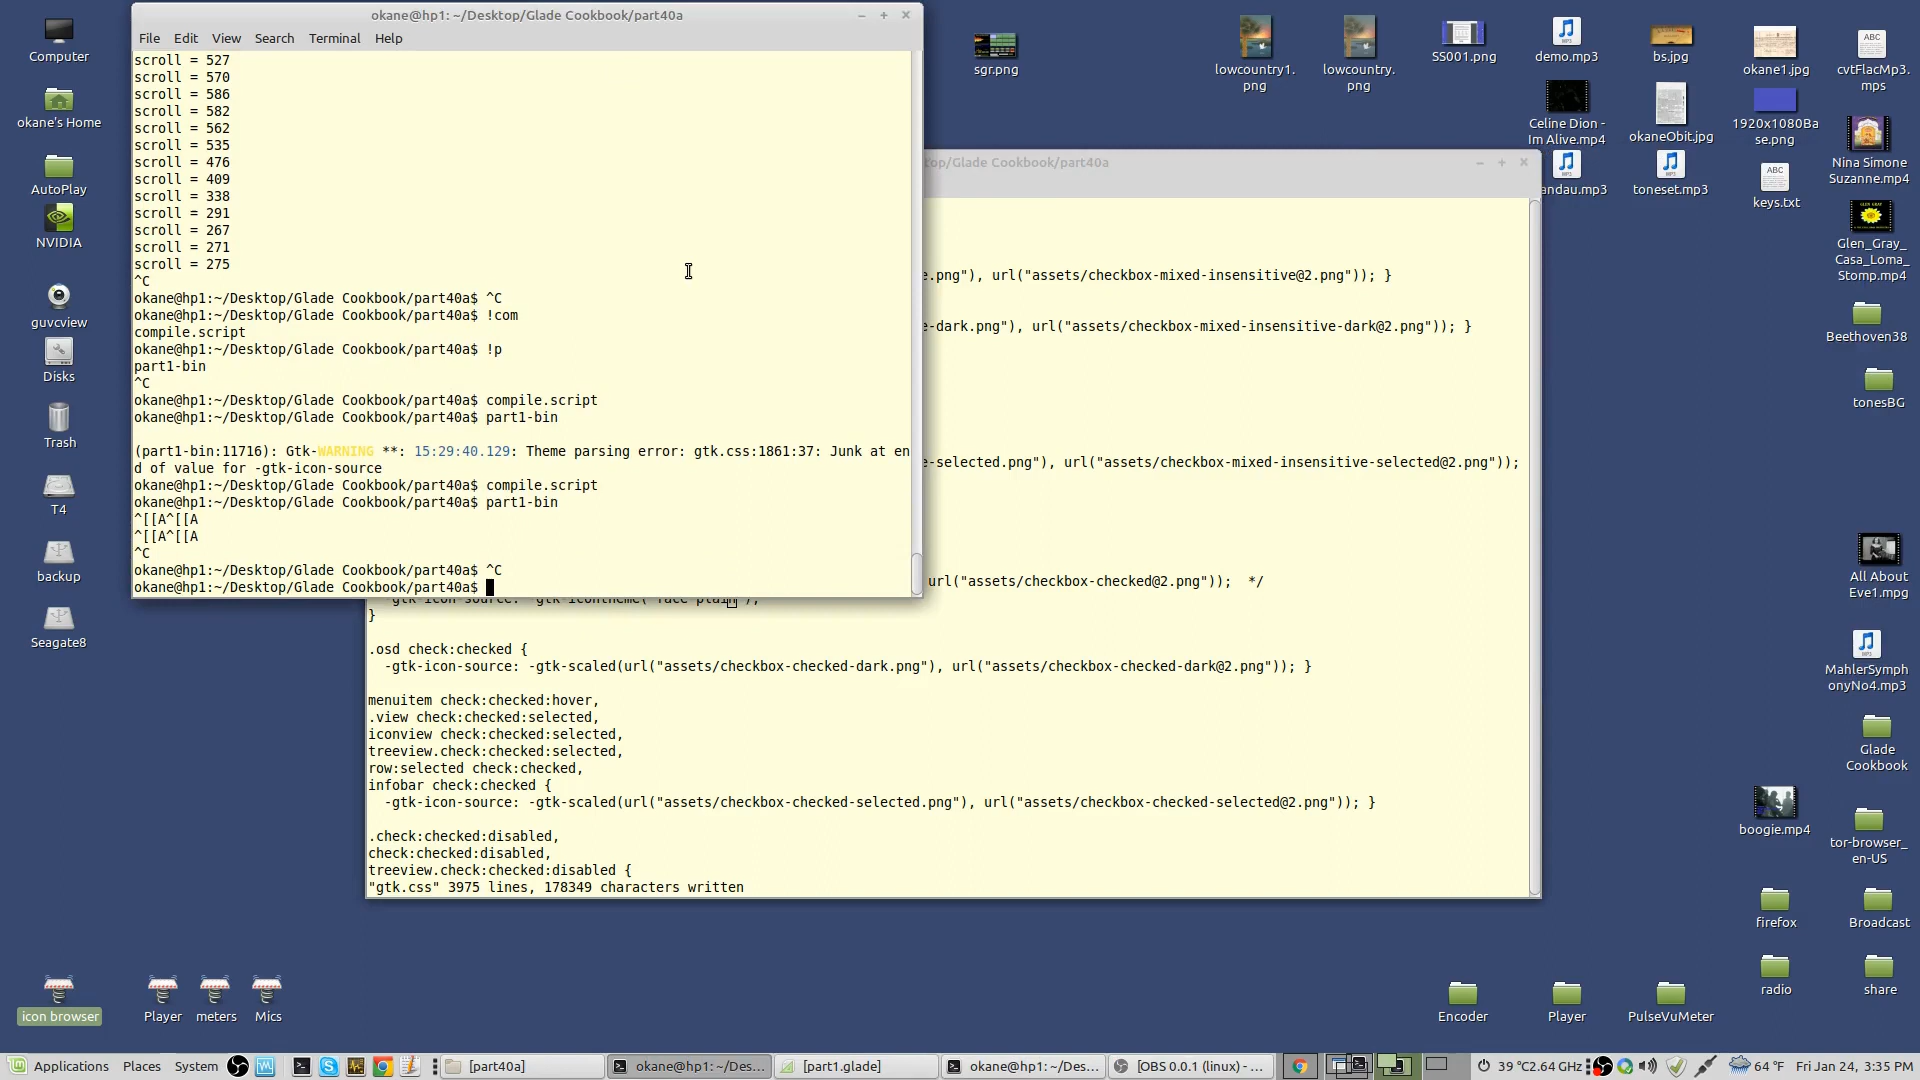 okane@hp1: ~/Desktop/Glade Cookbook/part40a
File Edit View Search Terminal Help
scroll = 527
scroll = 570
scroll = 586
scroll = 582
scroll = 562
scroll = 535
scroll = 476
scroll = 409
scroll = 338
scroll = 291
scroll = 267
scroll = 271
scroll = 275
^C
okane@hp1:~/Desktop/Glade Cookbook/part40a$ ^C
okane@hp1:~/Desktop/Glade Cookbook/part40a$ !com
compile.script
okane@hp1:~/Desktop/Glade Cookbook/part40a$ !p
part1-bin
^C
okane@hp1:~/Desktop/Glade Cookbook/part40a$ compile.script
okane@hp1:~/Desktop/Glade Cookbook/part40a$ part1-bin
(part1-bin:11716): Gtk-WARNING **: 15:29:40.129: Theme parsing error: gtk.css:1861:37: Junk at en
d of value for -gtk-icon-source
okane@hp1:~/Desktop/Glade Cookbook/part40a$ compile.script
okane@hp1:~/Desktop/Glade Cookbook/part40a$ part1-bin
^[[A^[[A
^[[A^[[A
^C
okane@hp1:~/Desktop/Glade Cookbook/part40a$ ^C
okane@hp1:~/Desktop/Glade Cookbook/part40a$
top/Glade Cookbook/part40a
e.png"), url("assets/checkbox-mixed-insensitive@2.png")); }
e-dark.png"), url("assets/checkbox-mixed-insensitive-dark@2.png")); }
e-selected.png"), url("assets/checkbox-mixed-insensitive-selected@2.png"));
url("assets/checkbox-checked@2.png"));  */
}
.osd check:checked {
-gtk-icon-source: -gtk-scaled(url("assets/checkbox-checked-dark.png"), url("assets/checkbox-checked-dark@2.png")); }
menuitem check:checked:hover,
.view check:checked:selected,
iconview check:checked:selected,
treeview.check:checked:selected,
row:selected check:checked,
infobar check:checked {
-gtk-icon-source: -gtk-scaled(url("assets/checkbox-checked-selected.png"), url("assets/checkbox-checked-selected@2.png")); }
.check:checked:disabled,
check:checked:disabled,
treeview.check:checked:disabled {
"gtk.css" 3975 lines, 178349 characters written
Computer
okane's Home
AutoPlay
NVIDIA
guvcview
Disks
Trash
T4
backup
Seagate8
icon browser
Player
meters
Mics
sgr.png
lowcountry1.
png
lowcountry.
png
SS001.png
demo.mp3
bs.jpg
okane1.jpg
cvtFlacMp3.
mps
Celine Dion -
Im Alive.mp4
okaneObit.jpg
1920x1080Ba
se.png
Nina Simone
Suzanne.mp4
andau.mp3
toneset.mp3
keys.txt
Glen_Gray_
Casa_Loma_
Stomp.mp4
Beethoven38
tonesBG
All About
Eve1.mpg
MahlerSymph
onyNo4.mp3
Glade
Cookbook
boogie.mp4
tor-browser_
en-US
firefox
Broadcast
radio
share
Encoder
Player
PulseVuMeter
Applications Places System
[part40a]
okane@hp1: ~/Des...
[part1.glade]
okane@hp1: ~/Des...
[OBS 0.0.1 (linux) - ...
39 ℃2.64 GHz
64 °F
Fri Jan 24, 3:35 PM